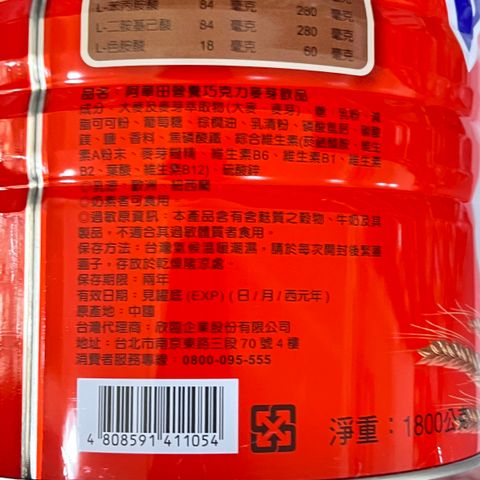 L-苯丙胺酸 84 毫克 280 毫克
L-二胺基己酸 84 毫克 280 毫克
L-色胺酸 18 毫克 60 毫克
品名：阿華田營養巧克力麥芽飲品
成分：大麥及麥芽萃取物(大麥、麥芽)、糖、乳粉、減
脂可可粉、葡萄糖、棕櫚油、乳清粉、磷酸氫鈣、碳酸
鎂、鹽、香料、焦磷酸鐵、綜合維生素(菸鹼醯胺、維生
素A粉末、麥芽糊精、維生素B6、維生素B1、維生素
B2、葉酸、維生素B12)、硫酸鋅
◎乳源：歐洲、紐西蘭
◎奶素者可食用。
◎過敏原資訊：本產品含有含麩質之穀物、牛奶及其
製品，不適合其過敏體質者食用。
保存方法：台灣氣候溫暖潮濕，請於每次開封後緊蓋
蓋子，存放於乾燥陰涼處。
保存期限：兩年
有效日期：見罐底(EXP)(日/月/西元年)
原產地：中國
台灣代理商：欣臨企業股份有限公司
地址：台北市南京東路三段70號4樓
消費者服務專線：0800-095-555
4 808591 411054
淨重：1800公克